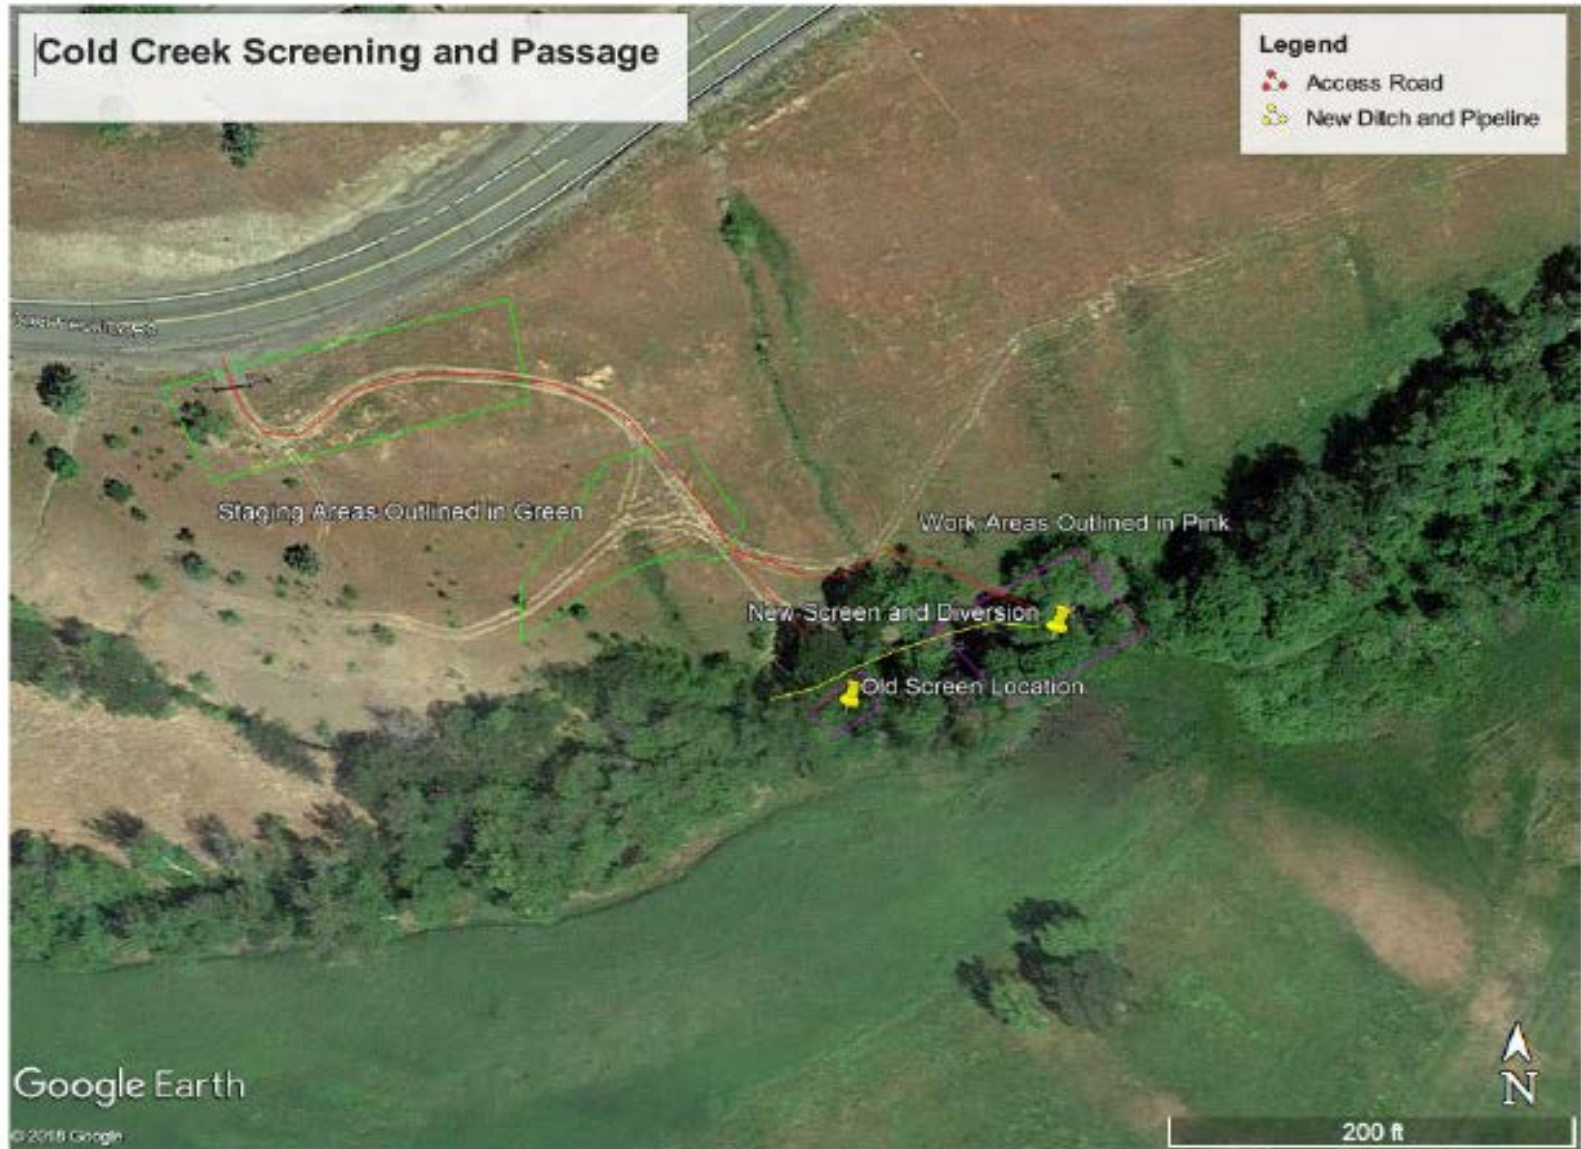 Cold Creek Screening and Passage
Legend
Access Road
New Ditch and Pipeline
Staging Areas Outlined in Green
Work Areas Outlined in Pink
New Screen and Diversion
Old Screen Location
Google Earth
© 2018 Google
N
200 ft